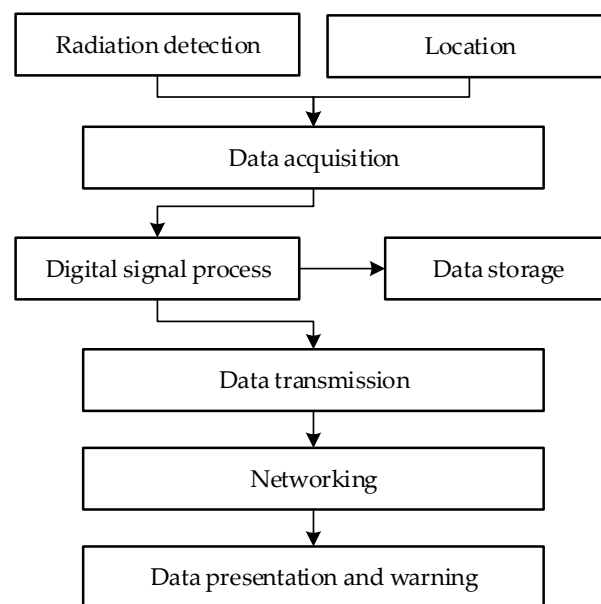 Radiation detection
Location
Data acquisition
Digital signal process
Data storage
Data transmission
Networking
Data presentation and warning